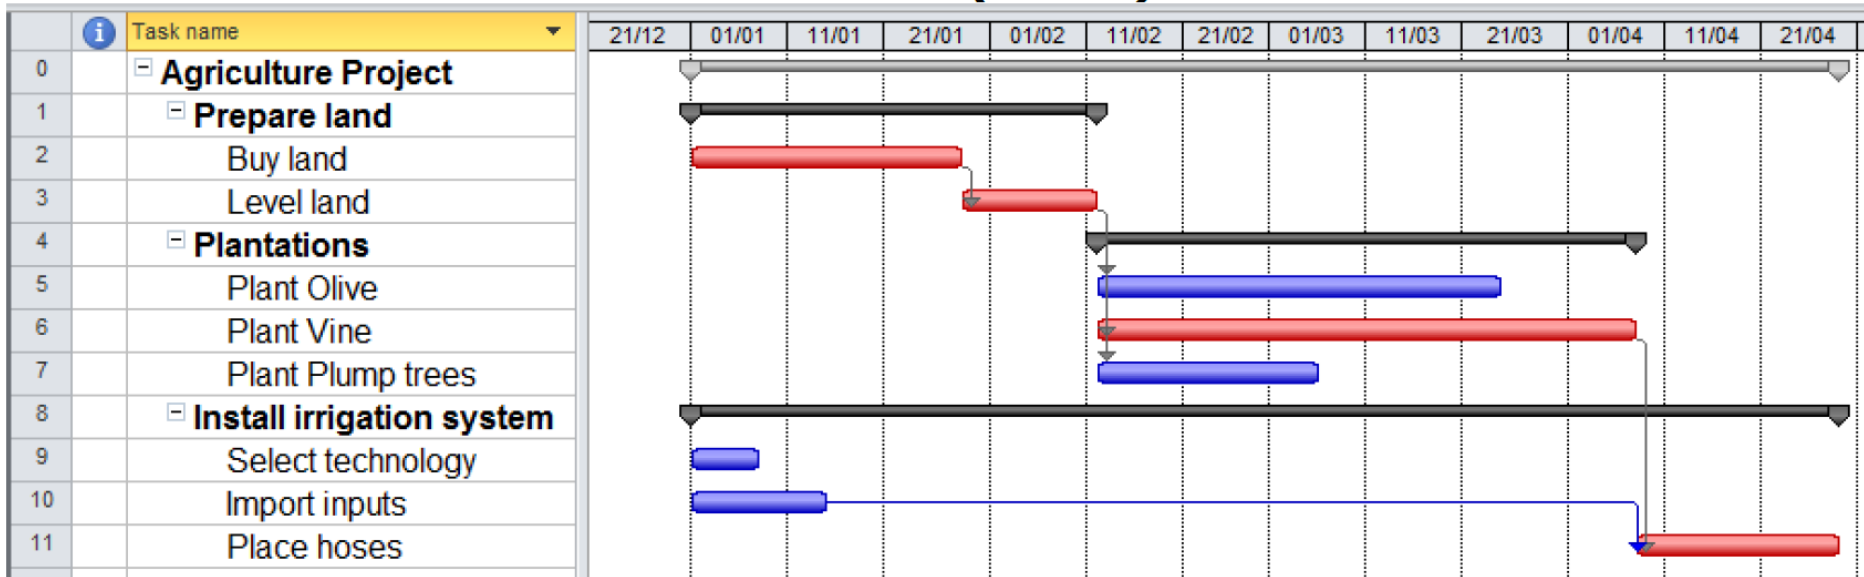 Task name
21/12 01/01 11/01 21/01 01/02 11/02 21/02 01/03 11/03 21/03 01/04 11/04 21/04
0 Agriculture Project
1 Prepare land
2 Buy land
3 Level land
4 Plantations
5 Plant Olive
6 Plant Vine
7 Plant Plump trees
8 Install irrigation system
9 Select technology
10 Import inputs
11 Place hoses